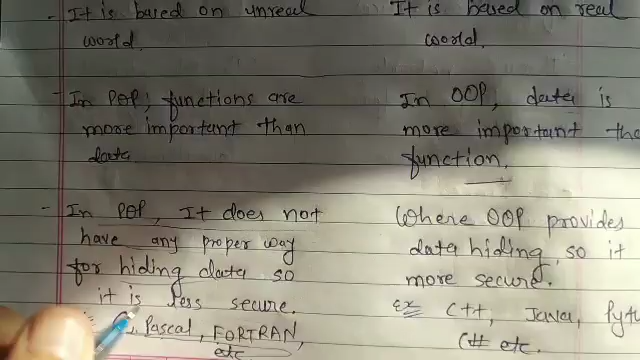 - It is based on unreal
world.
- In POP, functions are
more important than
data
- In POP, It does not
have any proper way
for hiding data so
it is less secure.
C, Pascal, FORTRAN,
etc
It is based on real
world.
In OOP, data is
more important
function.
Where OOP provides
data hiding, so it
more secure.
Ex C++, Java,
C# etc.